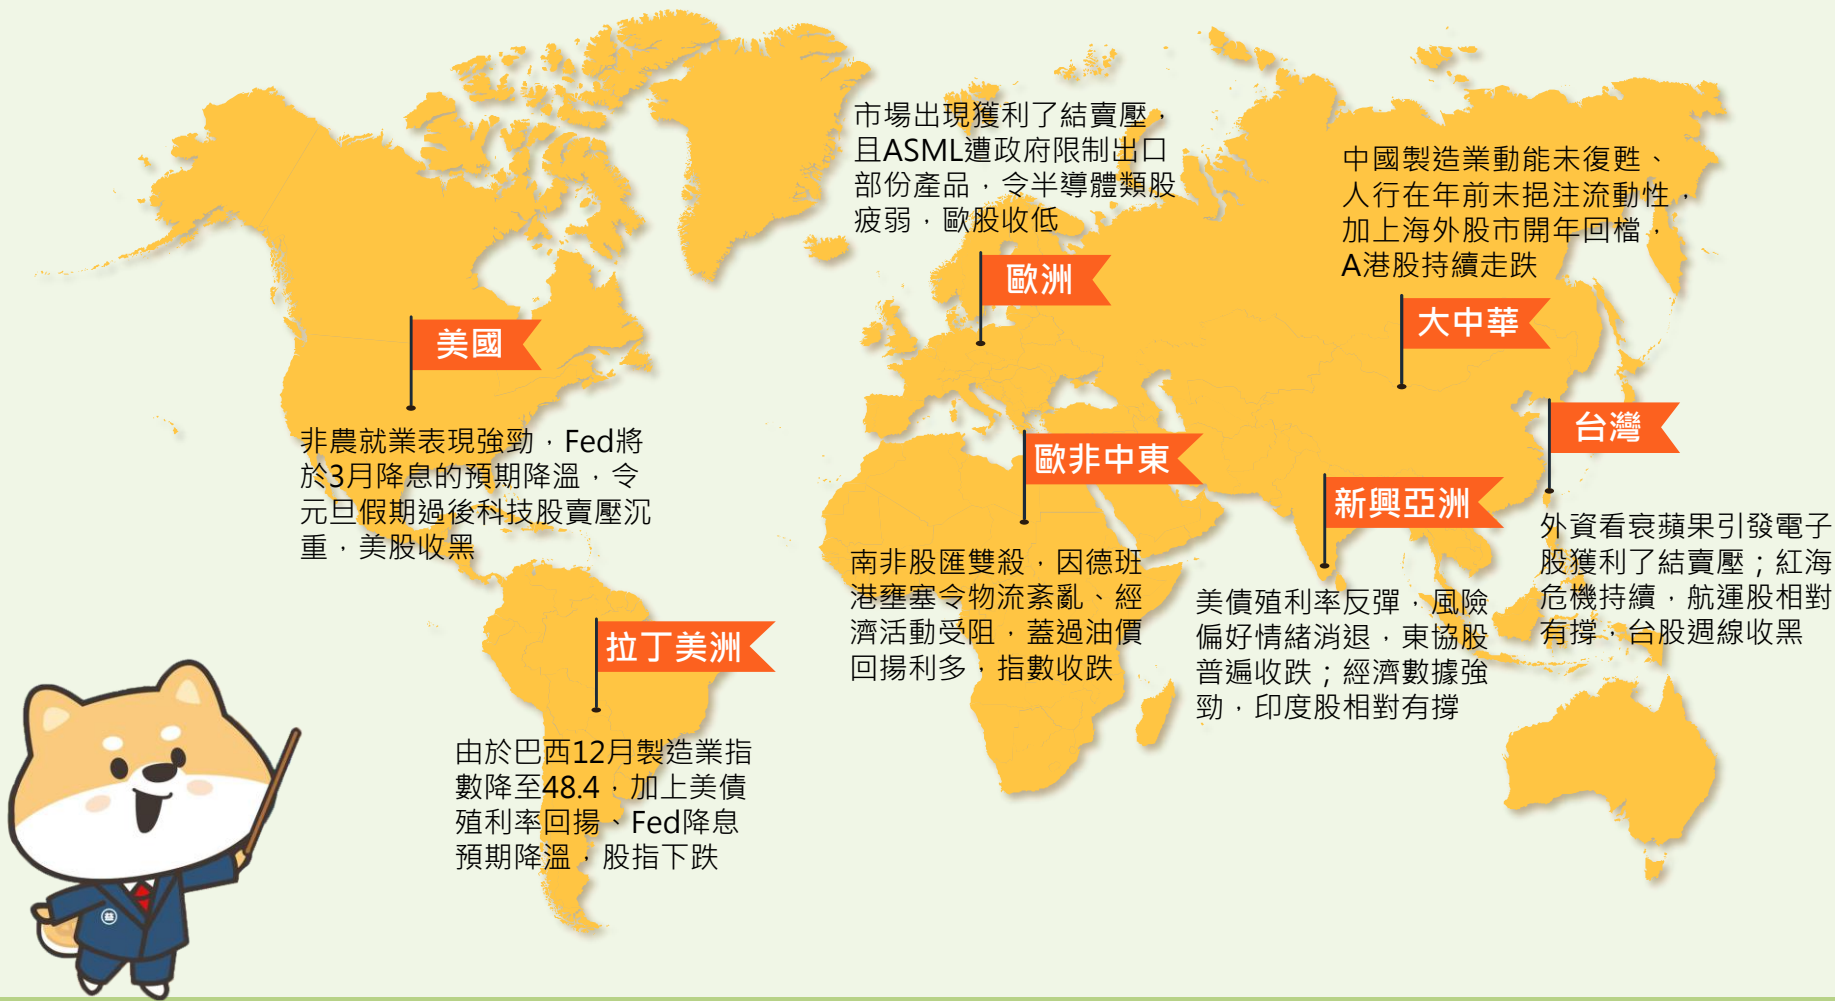 美國
非農就業表現強勁，Fed將
於3月降息的預期降溫，令
元旦假期過後科技股賣壓沉
重，美股收黑
市場出現獲利了結賣壓，
且ASML遭政府限制出口
部份產品，令半導體類股
疲弱，歐股收低
歐洲
中國製造業動能未復甦、
人行在年前未挹注流動性，
加上海外股市開年回檔，
A港股持續走跌
大中華
台灣
外資看衰蘋果引發電子
股獲利了結賣壓；紅海
危機持續，航運股相對
有撐，台股週線收黑
歐非中東
南非股匯雙殺，因德班
港壅塞令物流紊亂、經
濟活動受阻，蓋過油價
回揚利多，指數收跌
新興亞洲
美債殖利率反彈，風險
偏好情緒消退，東協股
普遍收跌；經濟數據強
勁，印度股相對有撐
拉丁美洲
由於巴西12月製造業指
數降至48.4，加上美債
殖利率回揚、Fed降息
預期降溫，股指下跌